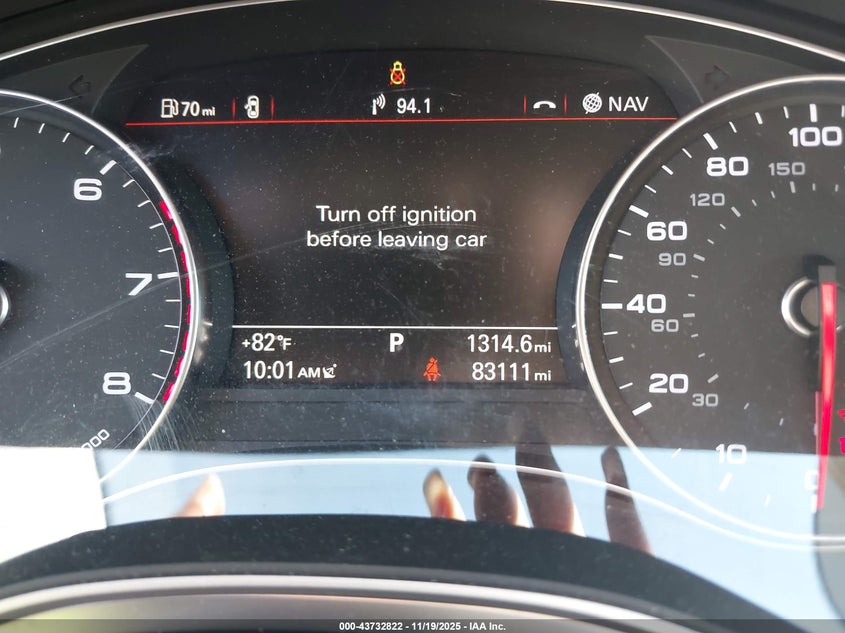 70 mi
94.1
NAV
Turn off ignition
before leaving car
+82°F
P
1314.6 mi
10:01 AM
83111 mi
6
7
8
000
100
80
60
40
20
10
0
150
120
90
60
30
000-43732822 - 11/19/2025 - IAA Inc.